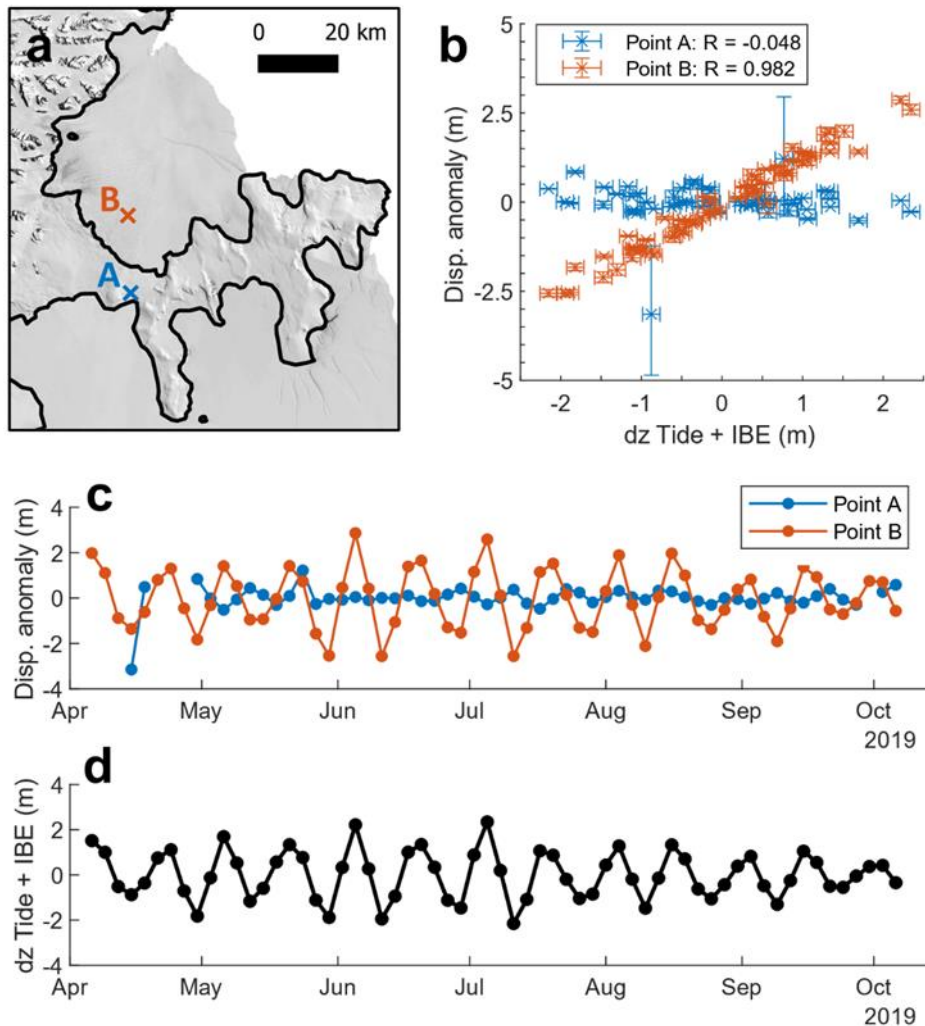 a
0 20 km
B
A
b
Point A: R = -0.048
Point B: R = 0.982
5
2.5
0
-2.5
-5
Disp. anomaly (m)
-2 -1 0 1 2
dz Tide + IBE (m)
c
Point A
Point B
4
2
0
-2
-4
Disp. anomaly (m)
Apr May Jun Jul Aug Sep Oct
2019
d
4
2
0
-2
-4
dz Tide + IBE (m)
Apr May Jun Jul Aug Sep Oct
2019